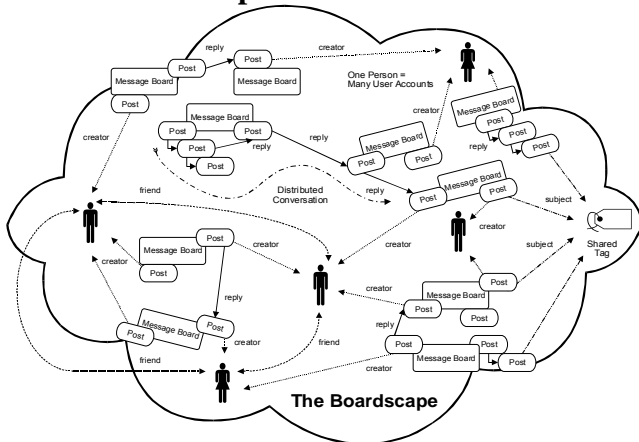 reply
creator
Post
Post
Message Board
Post
Message Board
Post
One Person =
Many User Accounts
creator
Message Board
Post
Post
Post
reply
Message Board
Post
Post
Post
Post
reply
reply
Message Board
Post
Post
creator
friend
Distributed
Conversation
reply
Message Board
Post
Post
subject
creator
creator
Shared
Tag
Post
creator
Message Board
Post
creator
subject
creator
Post
Message Board
Post
Post
reply
Message Board
Post
Post
creator
reply
Post
Post
Message Board
Post
friend
friend
creator
The Boardscape